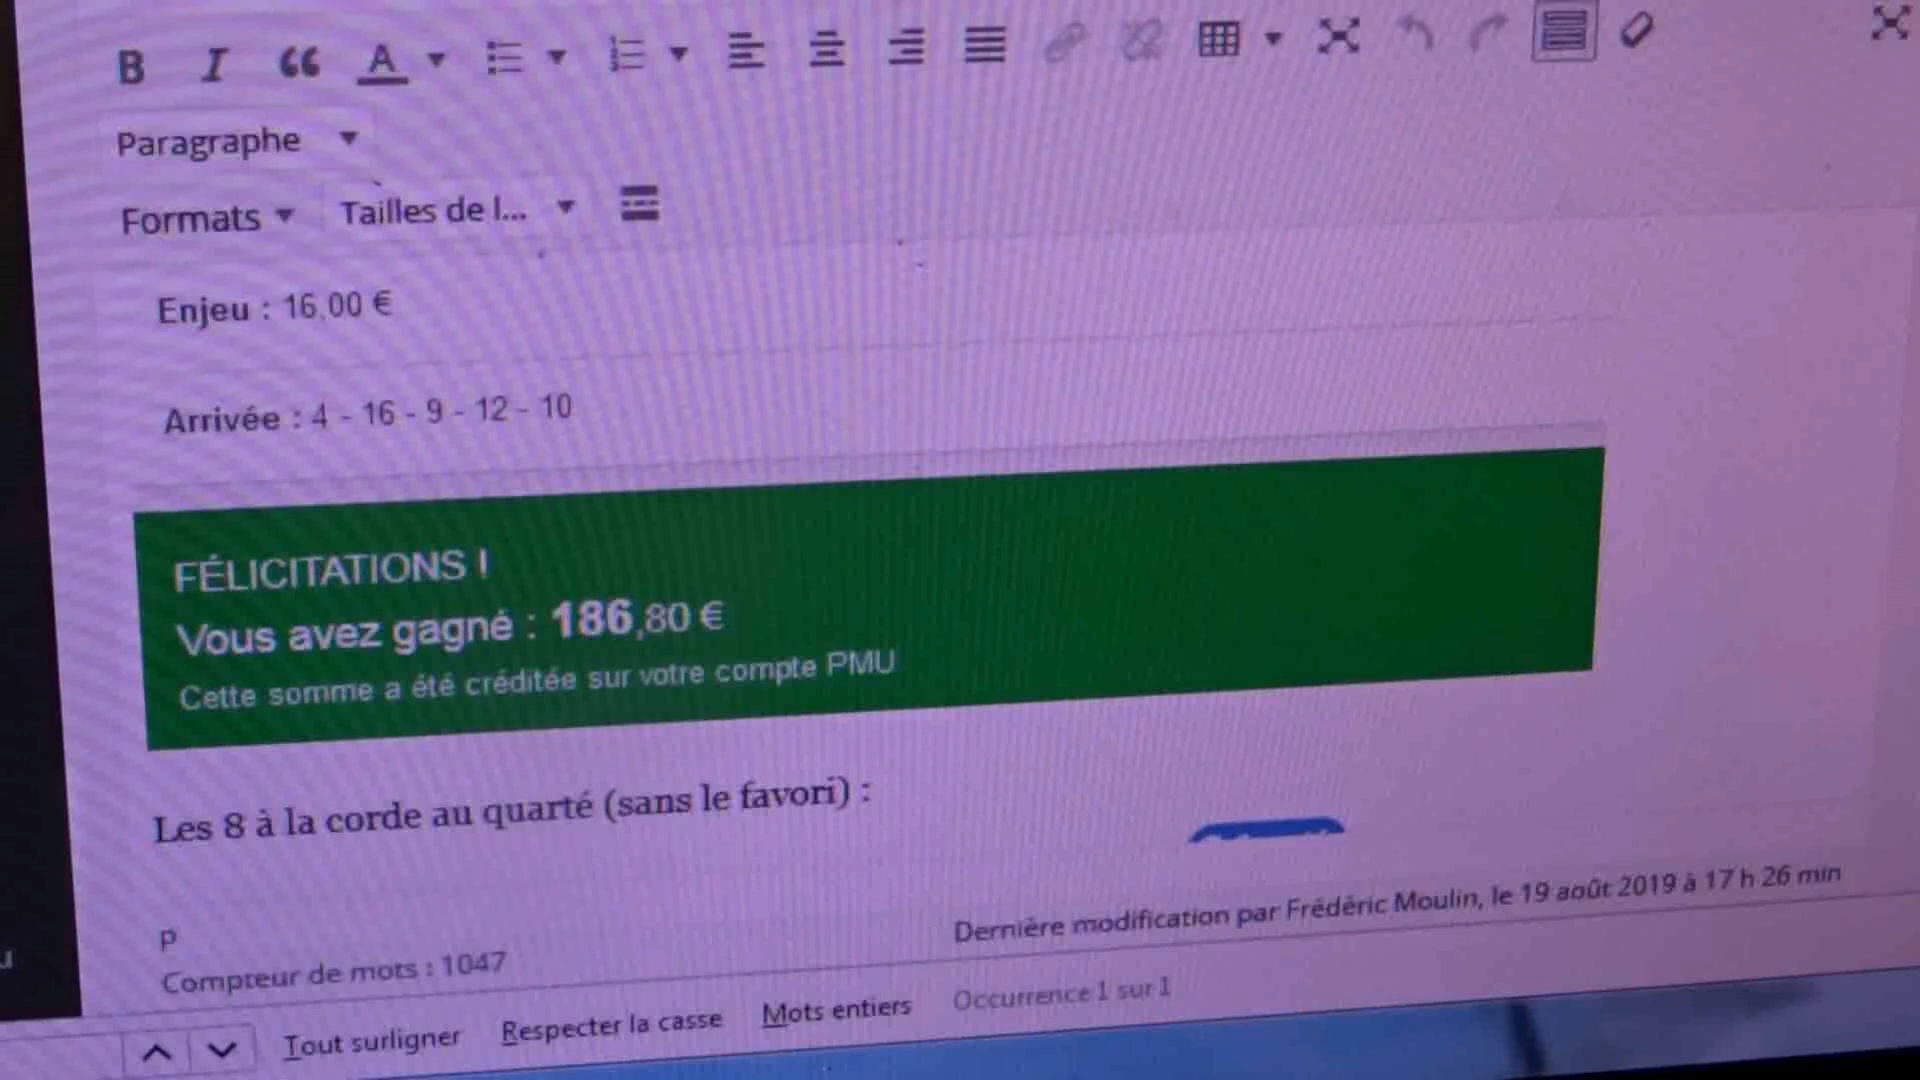 B I “ A
Paragraphe
Formats Tailles de l...
Enjeu : 16,00 €
Arrivée : 4 - 16 - 9 - 12 - 10
FÉLICITATIONS !
Vous avez gagné : 186,80 €
Cette somme a été créditée sur votre compte PMU
Les 8 à la corde au quarté (sans le favori) :
P
Compteur de mots : 1047
Dernière modification par Frédéric Moulin, le 19 août 2019 à 17 h 26 min
Tout surligner Respecter la casse Mots entiers Occurrence 1 sur 1